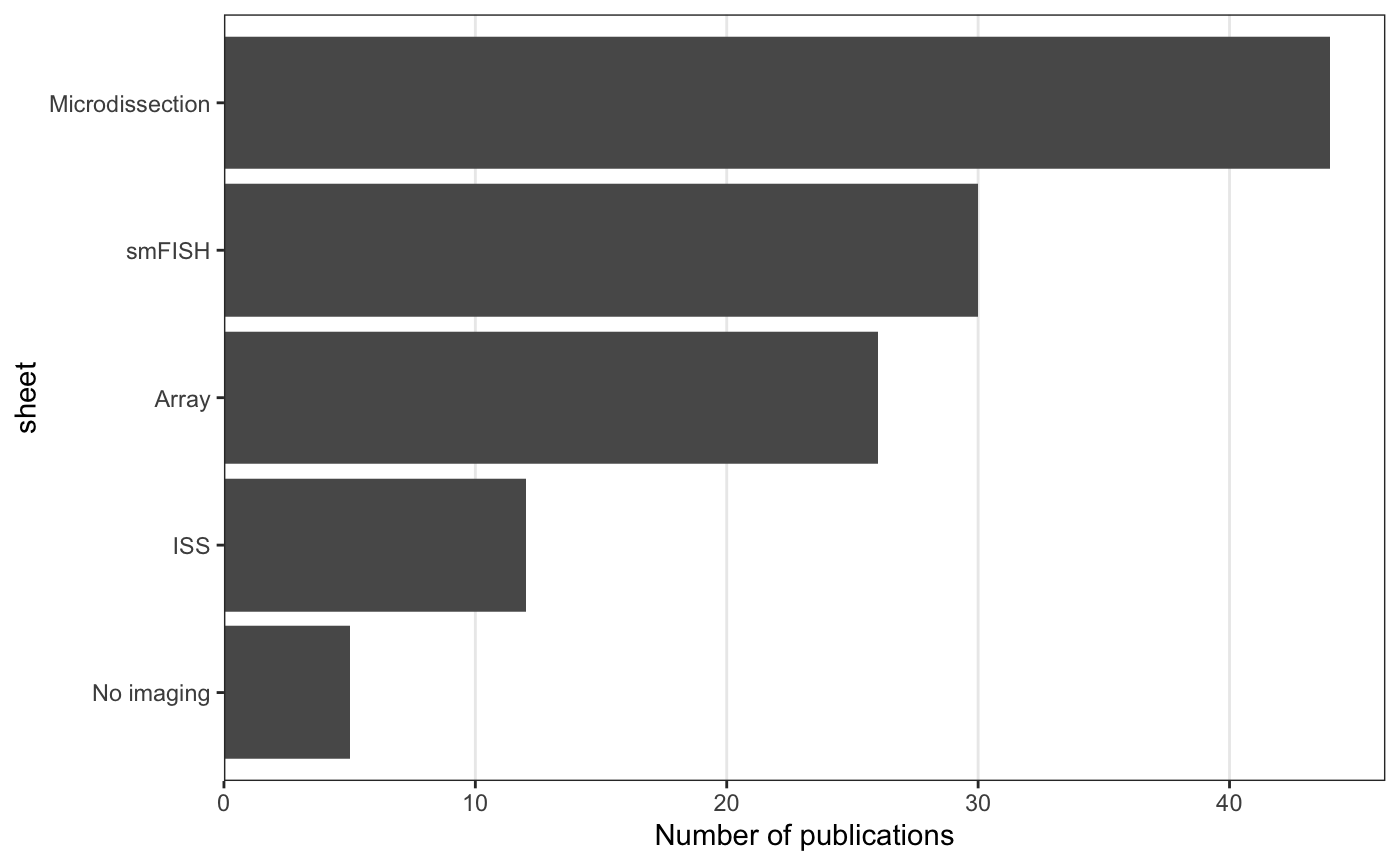 Microdissection
smFISH
Array
ISS
No imaging
sheet
0 10 20 30 40
Number of publications